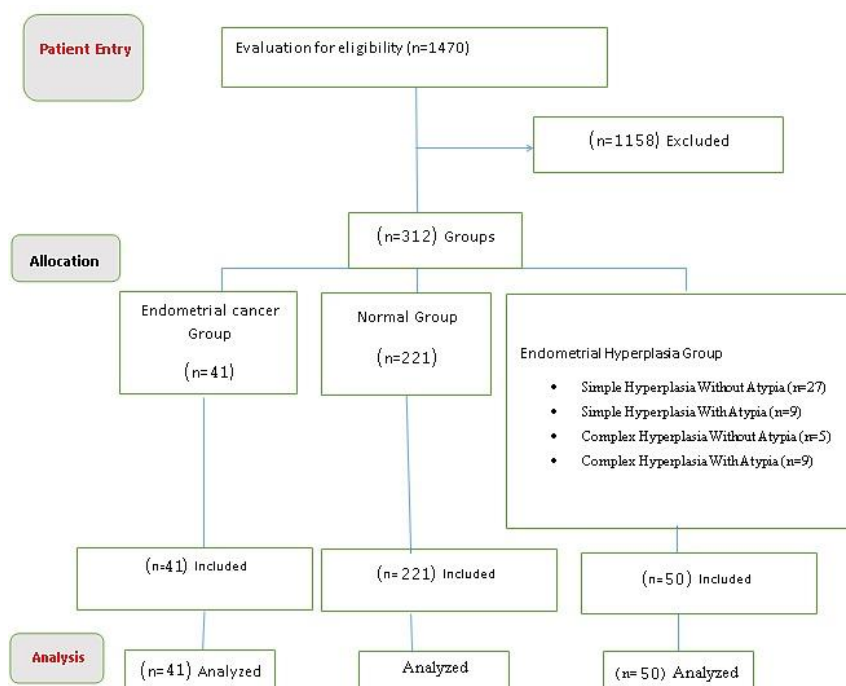 Patient Entry
Evaluation for eligibility (n=1470)
(n=1158) Excluded
(n=312) Groups
Allocation
Endometrial cancer
Group
(n=41)
Normal Group
(n=221)
Endometrial Hyperplasia Group
• Simple Hyperplasia Without Atypia (n=27)
• Simple Hyperplasia With Atypia (n=9)
• Complex Hyperplasia Without Atypia (n=5)
• Complex Hyperplasia With Atypia (n=9)
(n=41) Included
(n=221) Included
(n=50) Included
Analysis
(n=41) Analyzed
Analyzed
(n=50) Analyzed